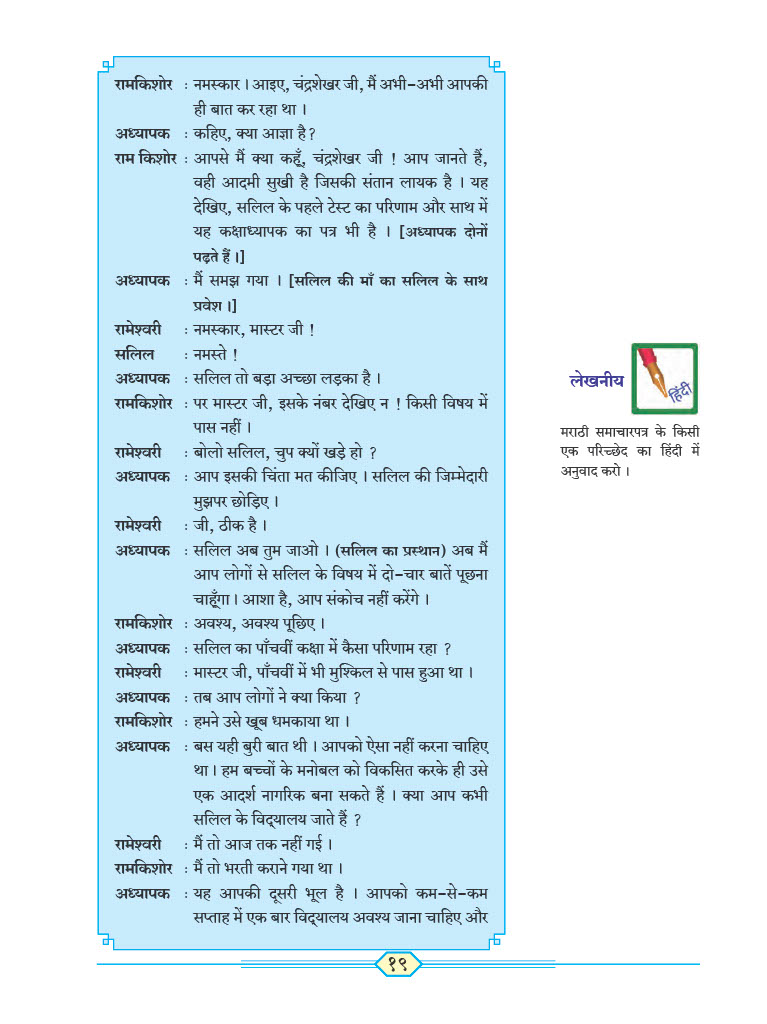 रामकिशोर : नमस्कार । आइए, चंद्रशेखर जी, मैं अभी-अभी आपकी
ही बात कर रहा था ।
अध्यापक : कहिए, क्या आज्ञा है ?
राम किशोर : आपसे मैं क्या कहूँ, चंद्रशेखर जी ! आप जानते हैं,
वही आदमी सुखी है जिसकी संतान लायक है । यह
देखिए, सलिल के पहले टेस्ट का परिणाम और साथ में
यह कक्षाध्यापक का पत्र भी है । [अध्यापक दोनों
पढ़ते हैं ।]
अध्यापक : मैं समझ गया । [सलिल की माँ का सलिल के साथ
प्रवेश ।]
रामेश्वरी : नमस्कार, मास्टर जी !
सलिल : नमस्ते !
अध्यापक : सलिल तो बड़ा अच्छा लड़का है ।
रामकिशोर : पर मास्टर जी, इसके नंबर देखिए न ! किसी विषय में
पास नहीं ।
रामेश्वरी : बोलो सलिल, चुप क्यों खड़े हो ?
अध्यापक : आप इसकी चिंता मत कीजिए । सलिल की जिम्मेदारी
मुझपर छोड़िए ।
रामेश्वरी : जी, ठीक है ।
अध्यापक : सलिल अब तुम जाओ । (सलिल का प्रस्थान) अब मैं
आप लोगों से सलिल के विषय में दो-चार बातें पूछना
चाहूँगा । आशा है, आप संकोच नहीं करेंगे ।
रामकिशोर : अवश्य, अवश्य पूछिए ।
अध्यापक : सलिल का पाँचवीं कक्षा में कैसा परिणाम रहा ?
रामेश्वरी : मास्टर जी, पाँचवीं में भी मुश्किल से पास हुआ था ।
अध्यापक : तब आप लोगों ने क्या किया ?
रामकिशोर : हमने उसे खूब धमकाया था ।
अध्यापक : बस यही बुरी बात थी । आपको ऐसा नहीं करना चाहिए
था । हम बच्चों के मनोबल को विकसित करके ही उसे
एक आदर्श नागरिक बना सकते हैं । क्या आप कभी
सलिल के विद्यालय जाते हैं ?
रामेश्वरी : मैं तो आज तक नहीं गई ।
रामकिशोर : मैं तो भरती कराने गया था ।
अध्यापक : यह आपकी दूसरी भूल है । आपको कम-से-कम
सप्ताह में एक बार विद्यालय अवश्य जाना चाहिए और
लेखनीय
हिंदी
मराठी समाचारपत्र के किसी
एक परिच्छेद का हिंदी में
अनुवाद करो ।
१९